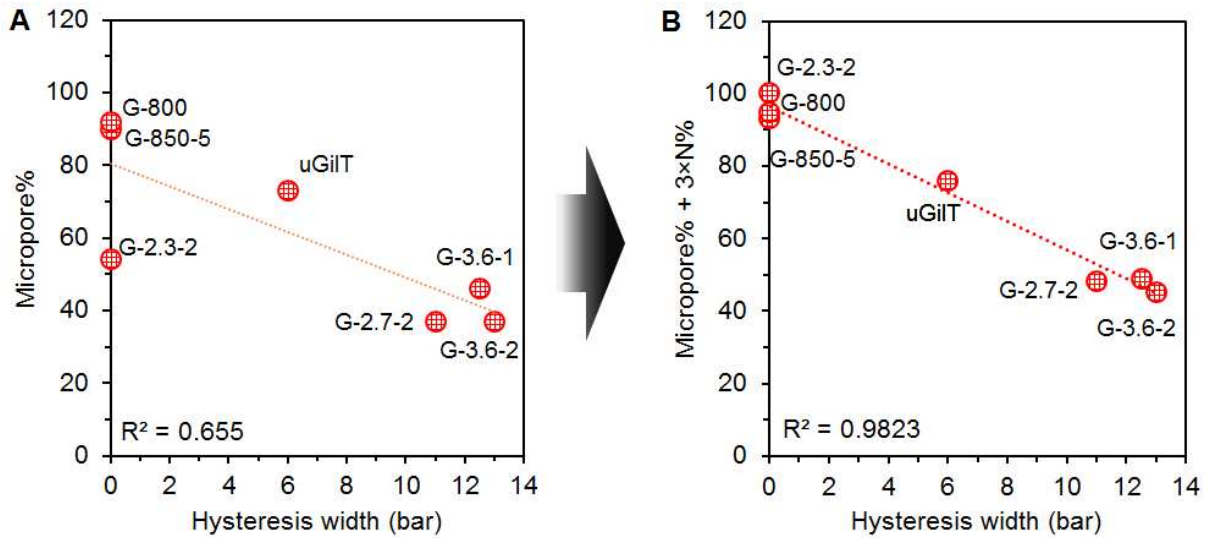 A
Micropore%
120
100
80
60
40
20
0
G-800
G-850-5
uGilT
G-2.3-2
G-3.6-1
G-2.7-2
G-3.6-2
R² = 0.655
0 2 4 6 8 10 12 14
Hysteresis width (bar)
B
Micropore% + 3×N%
120
100
80
60
40
20
0
G-2.3-2
G-800
G-850-5
uGilT
G-3.6-1
G-2.7-2
G-3.6-2
R² = 0.9823
0 2 4 6 8 10 12 14
Hysteresis width (bar)